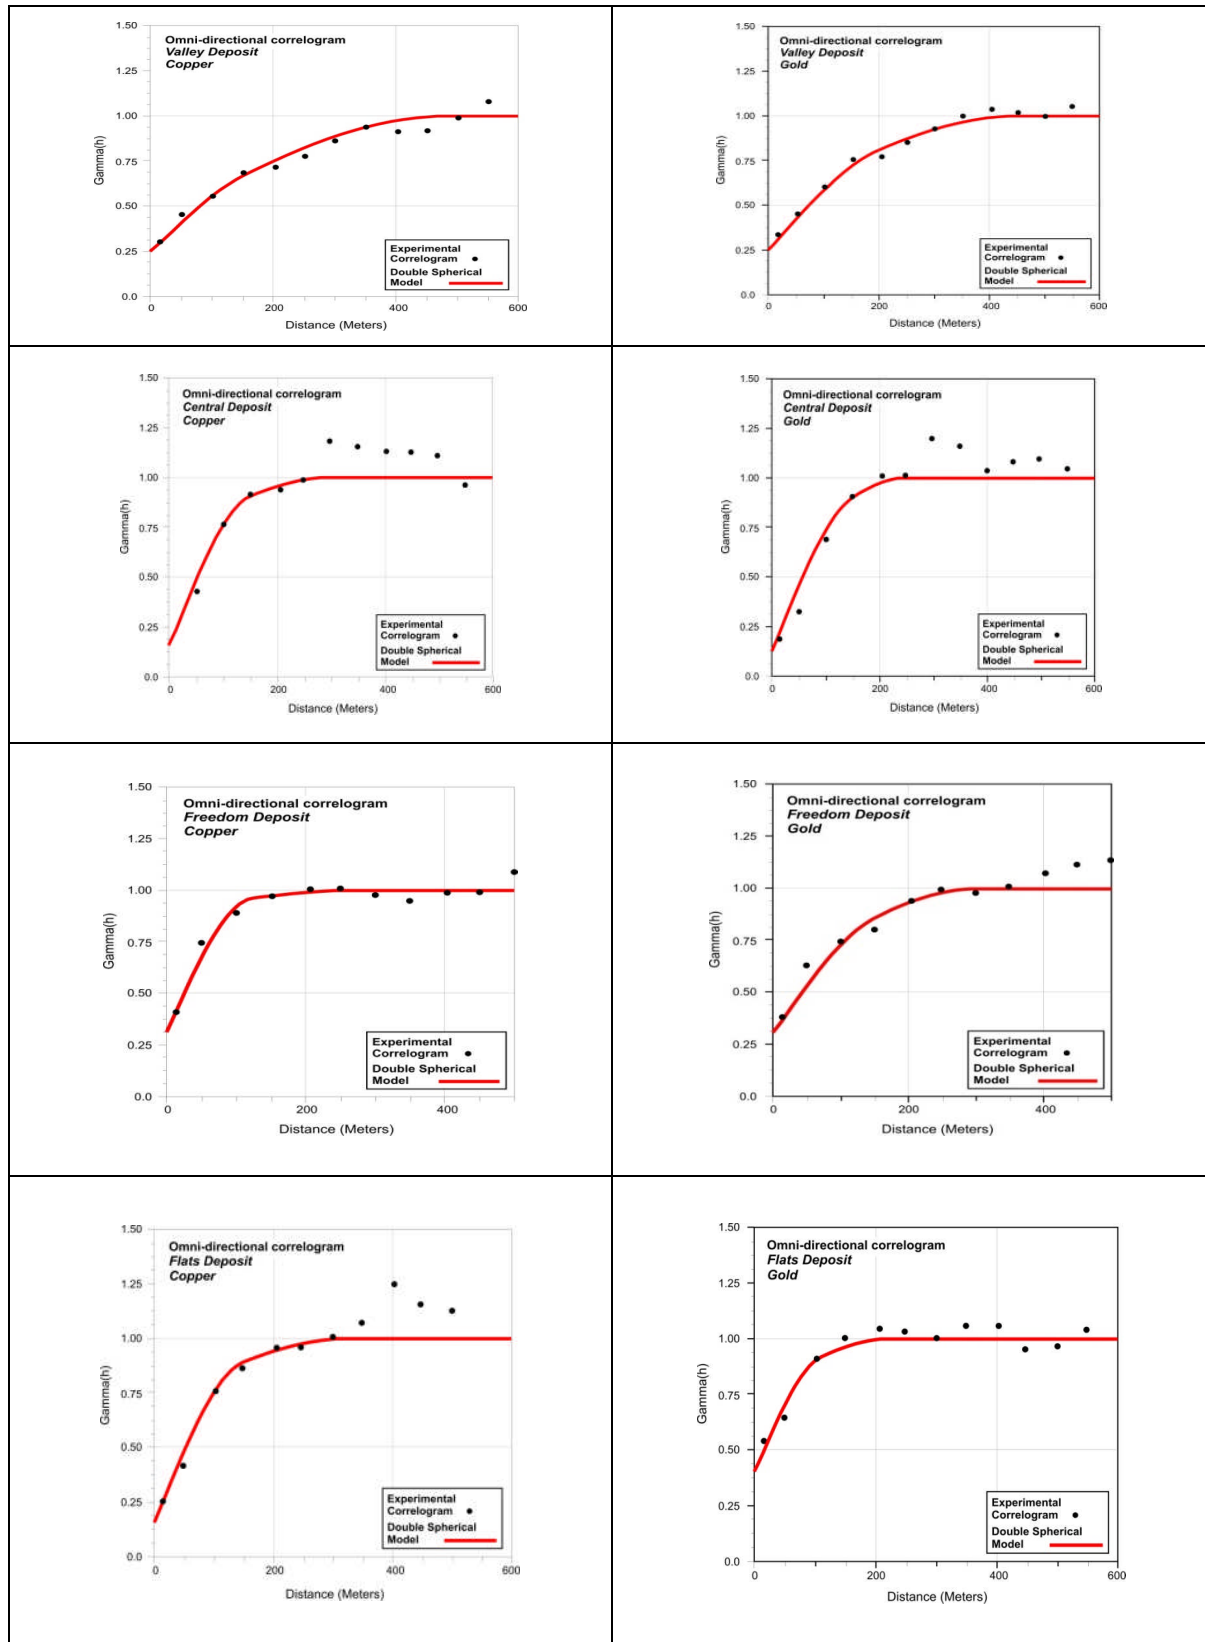 Omni-directional correlogram
Valley Deposit
Copper
1.50
1.25
1.00
0.75
0.50
0.25
0.0
Gamma(h)
0
200
400
600
Distance (Meters)
Experimental
Correlogram
Double Spherical
Model
Omni-directional correlogram
Valley Deposit
Gold
1.50
1.25
1.00
0.75
0.50
0.25
0.0
Gamma(h)
0
200
400
600
Distance (Meters)
Experimental
Correlogram
Double Spherical
Model
Omni-directional correlogram
Central Deposit
Copper
1.50
1.25
1.00
0.75
0.50
0.25
0.0
Gamma(h)
0
200
400
600
Distance (Meters)
Experimental
Correlogram
Double Spherical
Model
Omni-directional correlogram
Central Deposit
Gold
1.50
1.25
1.00
0.75
0.50
0.25
0.0
Gamma(h)
0
200
400
600
Distance (Meters)
Experimental
Correlogram
Double Spherical
Model
Omni-directional correlogram
Freedom Deposit
Copper
1.50
1.25
1.00
0.75
0.50
0.25
0.0
Gamma(h)
0
200
400
Distance (Meters)
Experimental
Correlogram
Double Spherical
Model
Omni-directional correlogram
Freedom Deposit
Gold
1.50
1.25
1.00
0.75
0.50
0.25
0.0
Gamma(h)
0
200
400
Distance (Meters)
Experimental
Correlogram
Double Spherical
Model
Omni-directional correlogram
Flats Deposit
Copper
1.50
1.25
1.00
0.75
0.50
0.25
0.0
Gamma(h)
0
200
400
600
Distance (Meters)
Experimental
Correlogram
Double Spherical
Model
Omni-directional correlogram
Flats Deposit
Gold
1.50
1.25
1.00
0.75
0.50
0.25
0.0
Gamma(h)
0
200
400
600
Distance (Meters)
Experimental
Correlogram
Double Spherical
Model